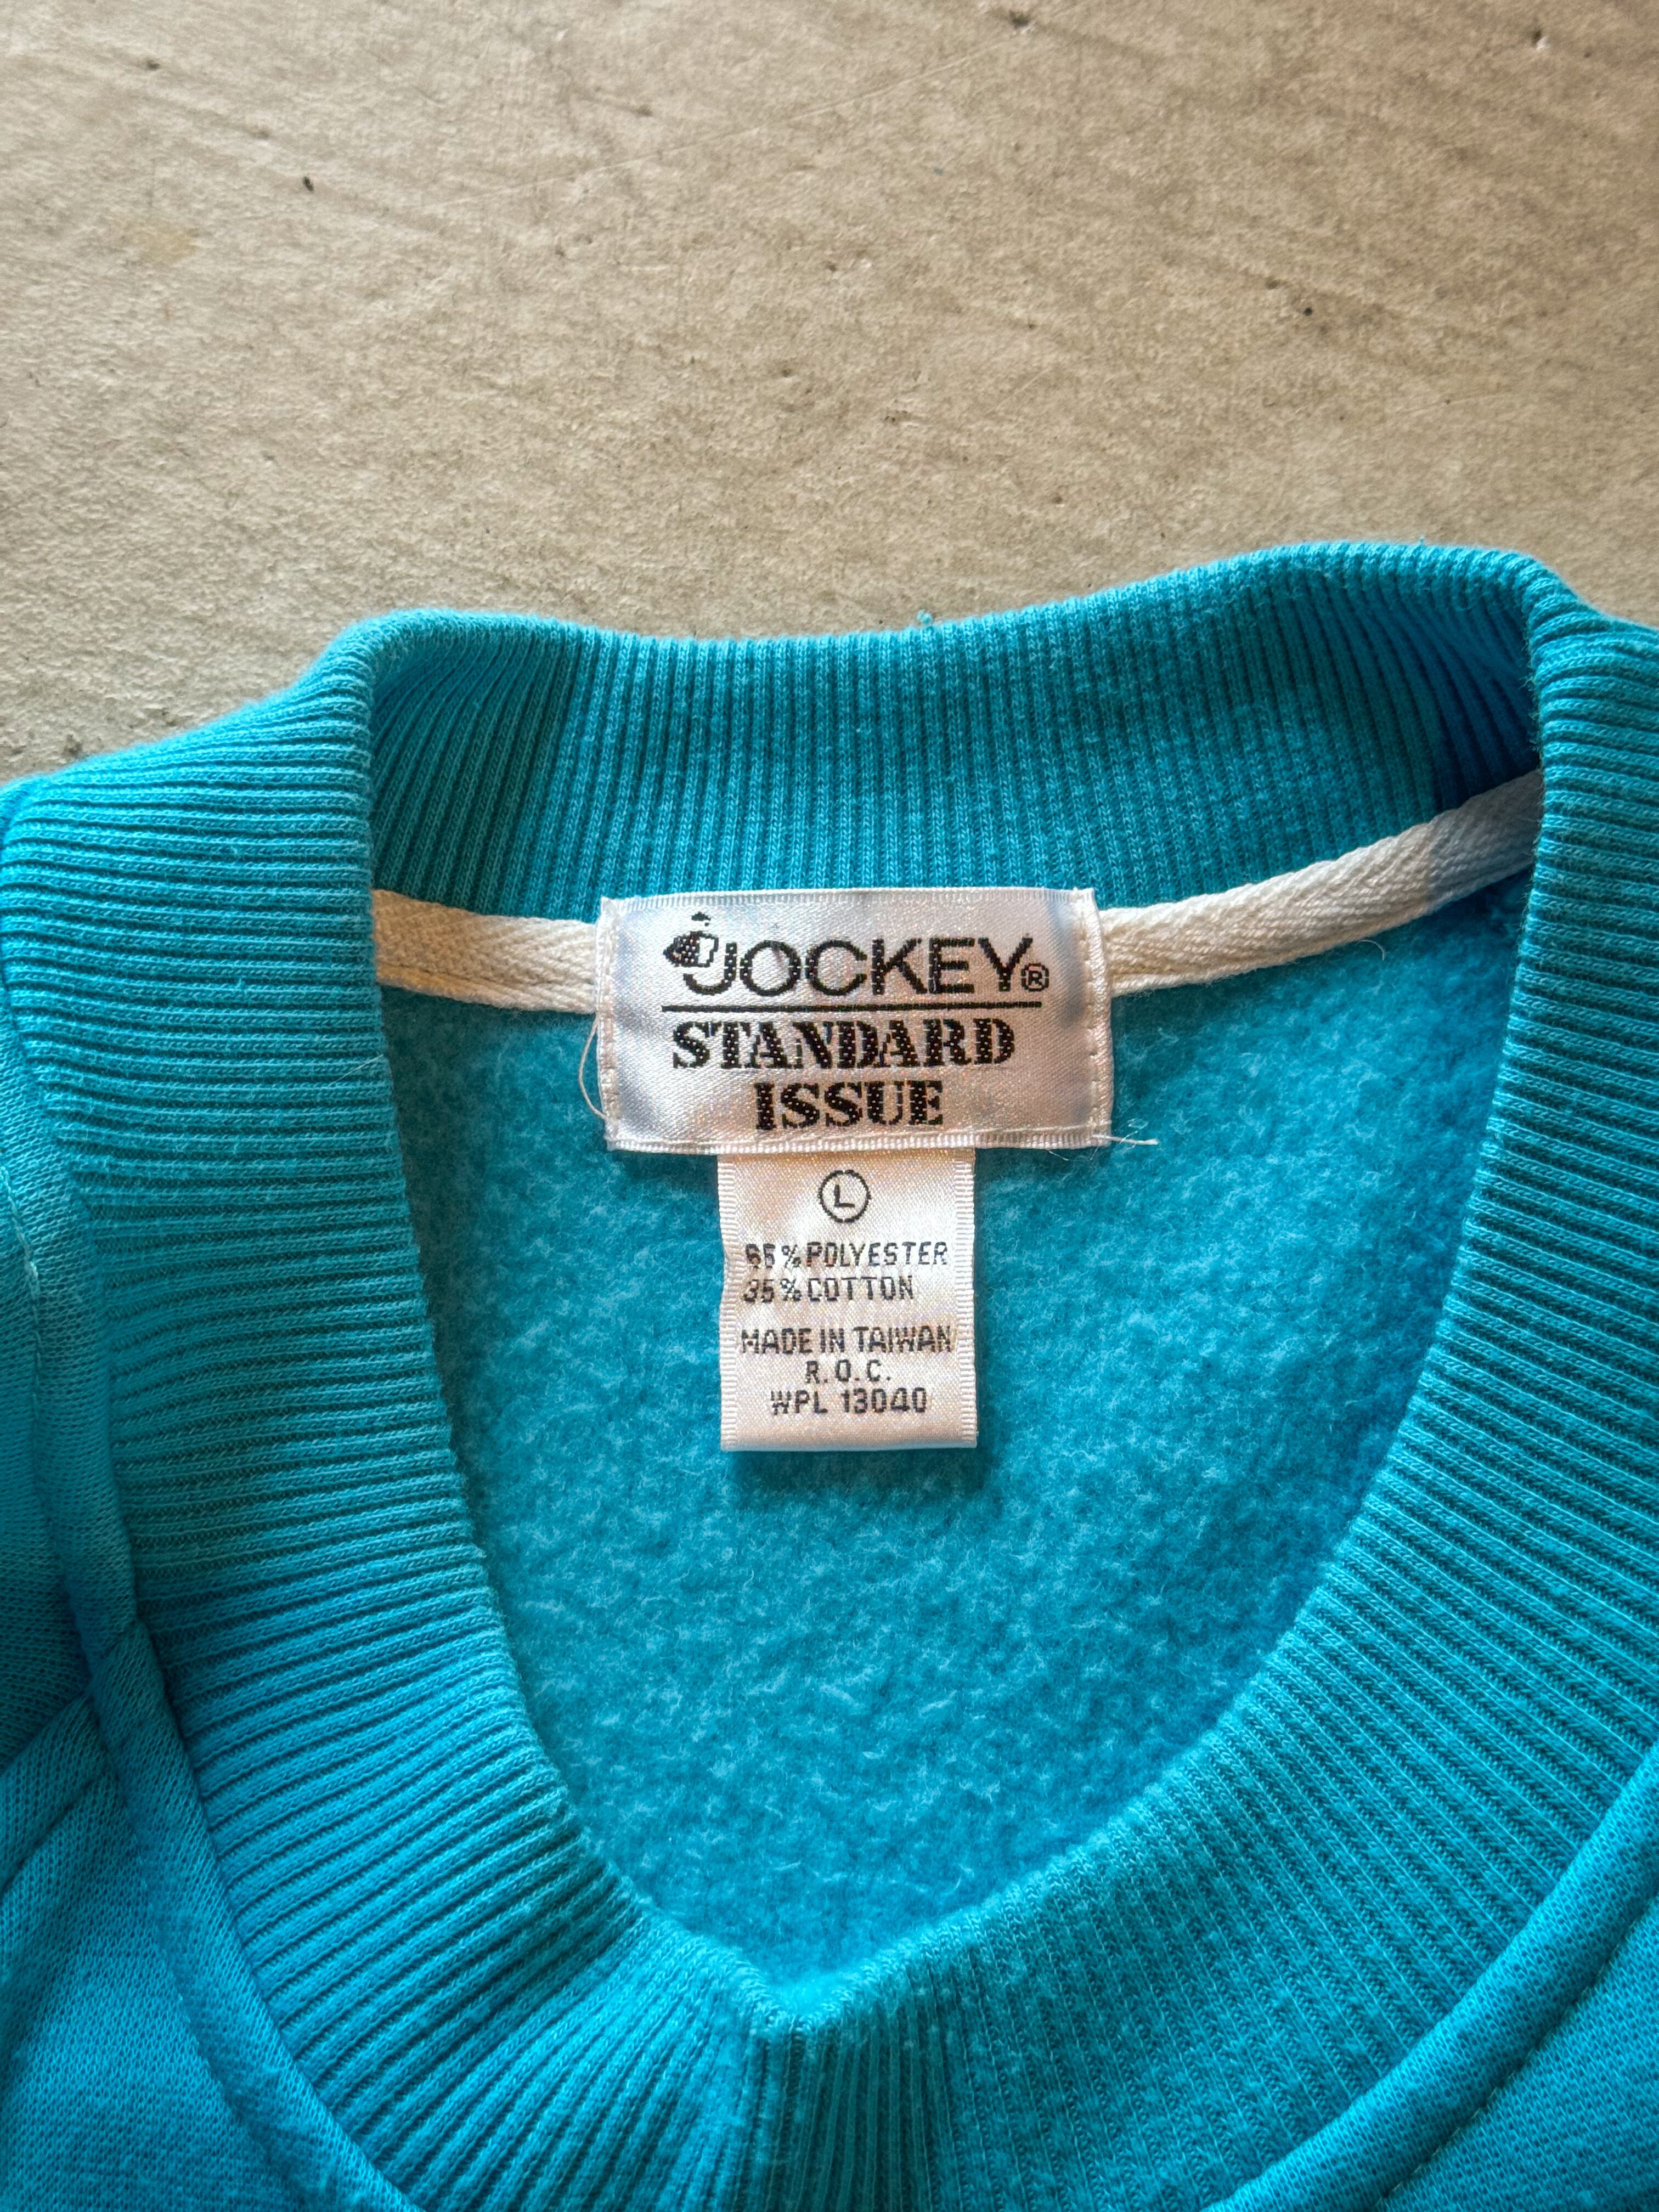 JOCKEY®
STANDARD
ISSUE
L
65% POLYESTER
35% COTTON
MADE IN TAIWAN
R.O.C.
WPL 13040